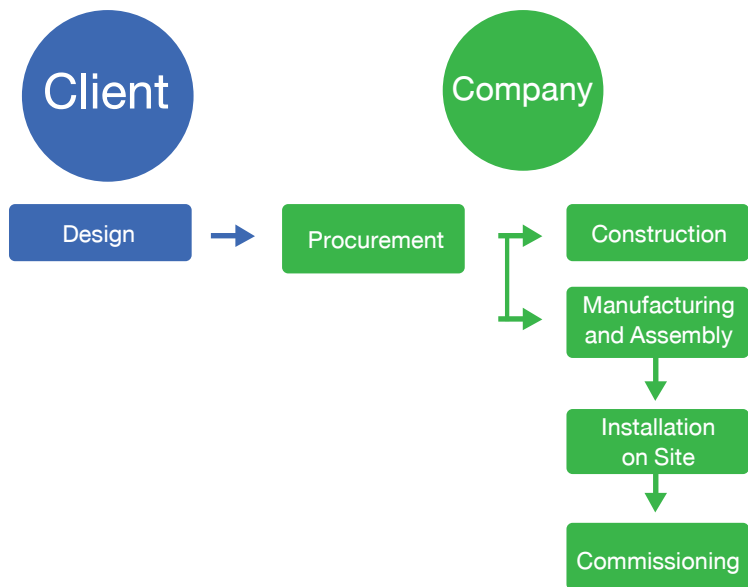 Client
Company
Design
Procurement
Construction
Manufacturing
and Assembly
Installation
on Site
Commissioning